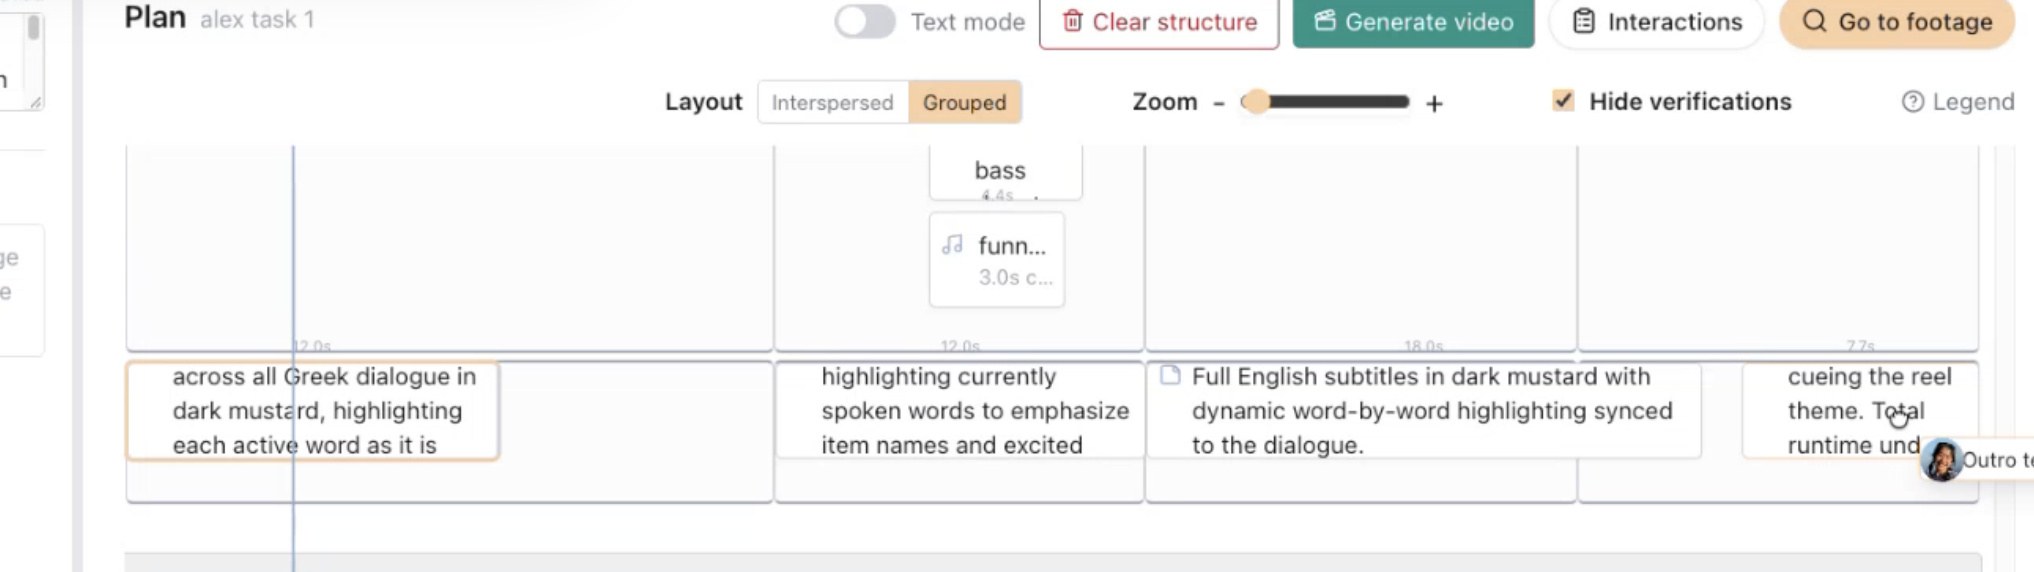 Plan alex task 1
Text mode
Clear structure
Generate video
Interactions
Go to footage
Layout Interspersed Grouped
Zoom - +
Hide verifications
Legend
bass
4.4s
funn...
3.0s c...
12.0s
12.0s
18.0s
7.7s
across all Greek dialogue in
dark mustard, highlighting
each active word as it is
highlighting currently
spoken words to emphasize
item names and excited
Full English subtitles in dark mustard with
dynamic word-by-word highlighting synced
to the dialogue.
cueing the reel
theme. Total
runtime und
Outro te
ge
e
n